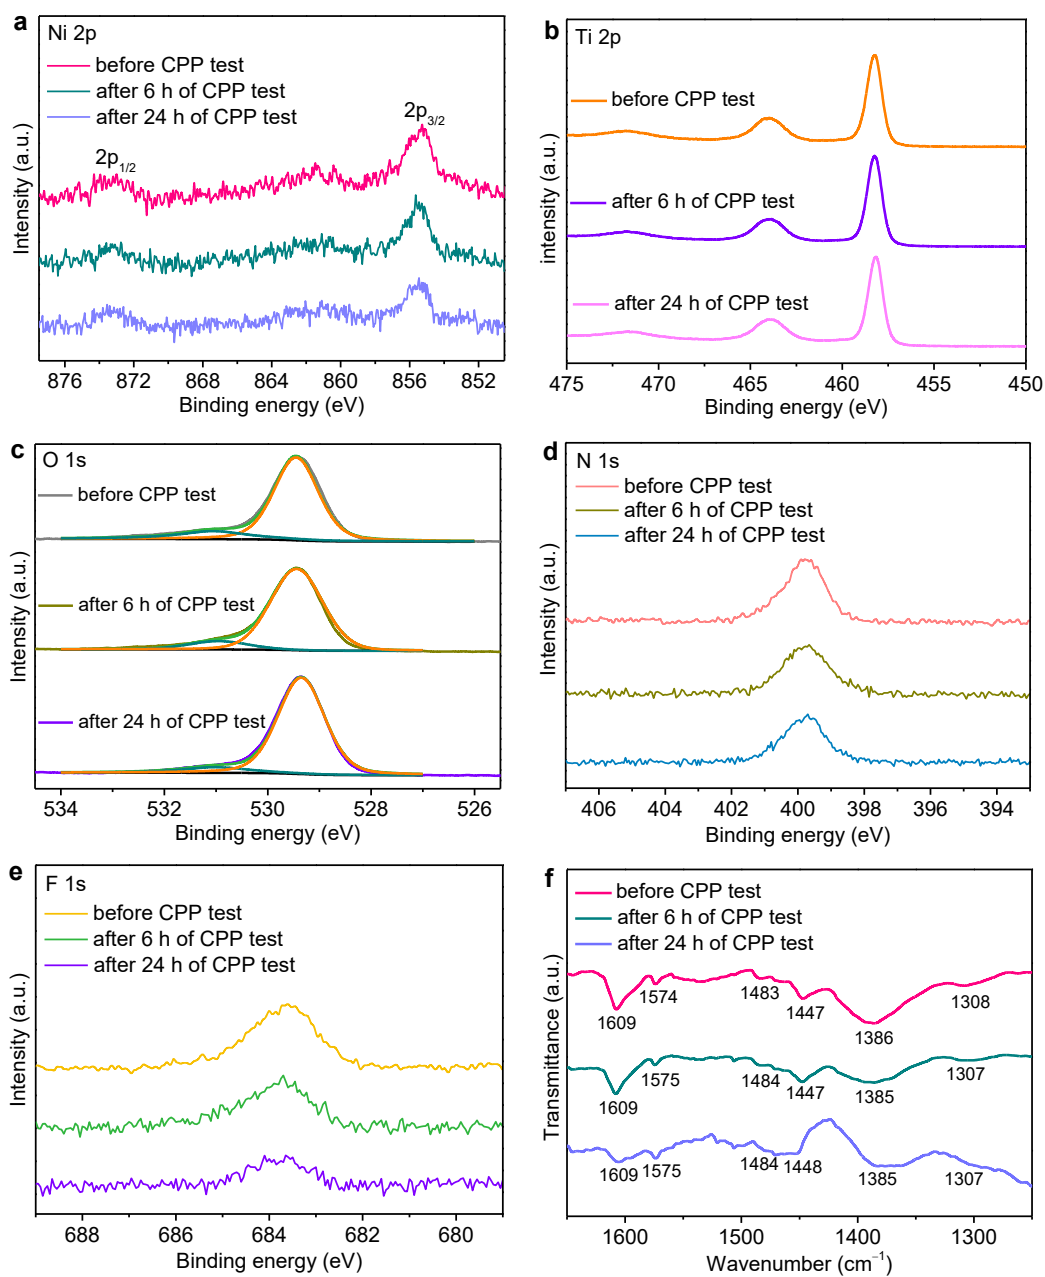 a
Ni 2p
before CPP test
after 6 h of CPP test
after 24 h of CPP test
2p3/2
2p1/2
Intensity (a.u.)
876 872 868 864 860 856 852
Binding energy (eV)
b
Ti 2p
before CPP test
after 6 h of CPP test
after 24 h of CPP test
intensity (a.u.)
475 470 465 460 455 450
Binding energy (eV)
c
O 1s
before CPP test
after 6 h of CPP test
after 24 h of CPP test
Intensity (a.u.)
534 532 530 528 526
Binding energy (eV)
d
N 1s
before CPP test
after 6 h of CPP test
after 24 h of CPP test
Intensity (a.u.)
406 404 402 400 398 396 394
Binding energy (eV)
e
F 1s
before CPP test
after 6 h of CPP test
after 24 h of CPP test
Intensity (a.u.)
688 686 684 682 680
Binding energy (eV)
f
before CPP test
after 6 h of CPP test
after 24 h of CPP test
1609 1574 1483 1447 1386 1308
1609 1575 1484 1447 1385 1307
1609 1575 1484 1448 1385 1307
Transmittance (a.u.)
1600 1500 1400 1300
Wavenumber (cm⁻¹)